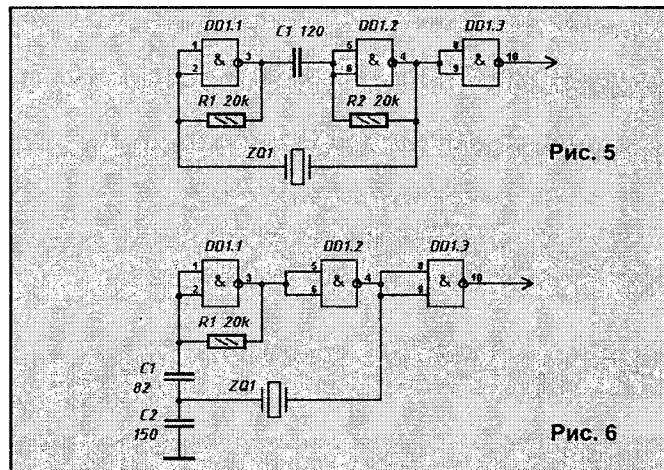 DD1.1 C1 120 DD1.2 DD1.3
1 2 & 3 5 6 & 4 8 9 & 10
R1 20k R2 20k
ZQ1
Рис. 5
DD1.1 DD1.2 DD1.3
1 2 & 3 5 6 & 4 8 9 & 10
R1 20k
C1
82
ZQ1
C2
150
Рис. 6